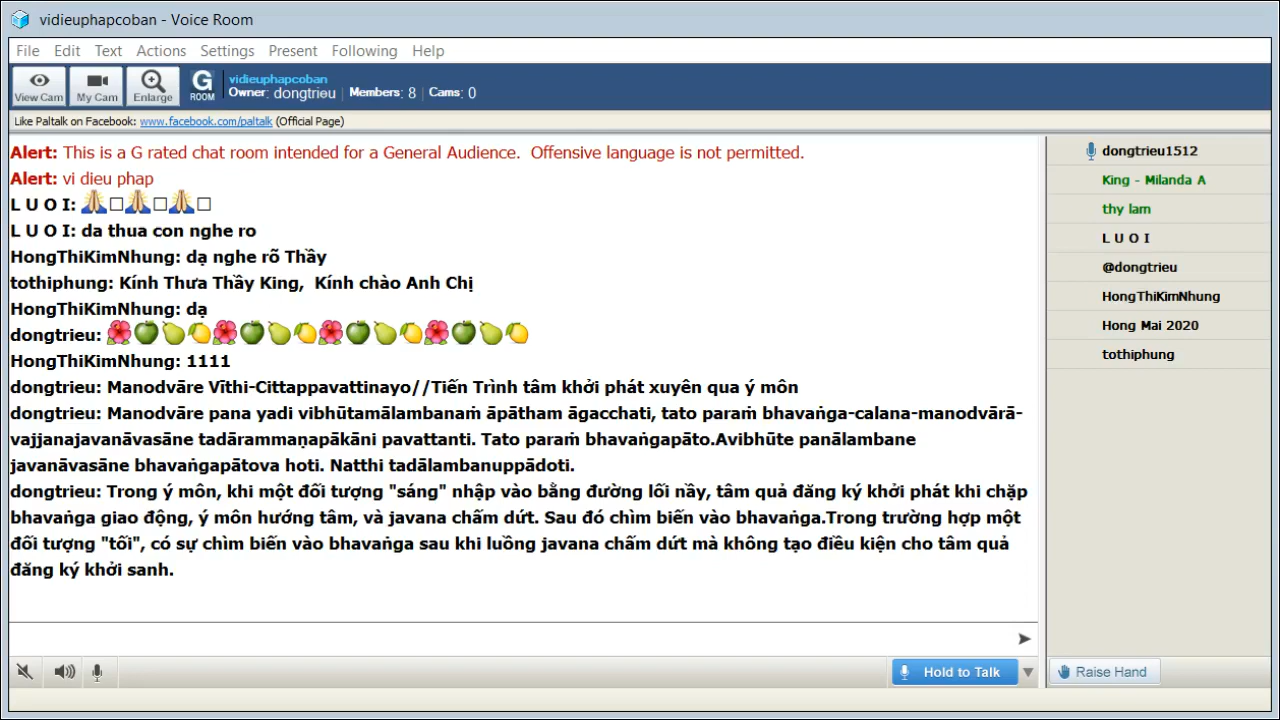 vidieuphapcoban - Voice Room
File Edit Text Actions Settings Present Following Help
View Cam My Cam Enlarge G ROOM
vidieuphapcoban
Owner: dongtrieu | Members: 8 | Cams: 0
Like Paltalk on Facebook: www.facebook.com/paltalk (Official Page)
Alert: This is a G rated chat room intended for a General Audience.  Offensive language is not permitted.
Alert: vi dieu phap
L U O I: 🙏□🙏□🙏□
L U O I: da thua con nghe ro
HongThiKimNhung: dạ nghe rõ Thầy
tothiphung: Kính Thưa Thầy King,  Kính chào Anh Chị
HongThiKimNhung: dạ
dongtrieu: 🌺🍏🍐🍋🌺🍏🍐🍋🌺🍏🍐🍋🌺🍏🍐🍋
HongThiKimNhung: 1111
dongtrieu: Manodvāre Vīthi-Cittappavattinayo//Tiến Trình tâm khởi phát xuyên qua ý môn
dongtrieu: Manodvāre pana yadi vibhūtamālambanaṁ āpātham āgacchati, tato paraṁ bhavaṅga-calana-manodvārā-
vajjanajavanāvasāne tadārammaṇapākāni pavattanti. Tato paraṁ bhavaṅgapāto.Avibhūte panālambane
javanāvasāne bhavaṅgapātova hoti. Natthi tadālambanuppādoti.
dongtrieu: Trong ý môn, khi một đối tượng "sáng" nhập vào bằng đường lối nầy, tâm quả đăng ký khởi phát khi chặp
bhavaṅga giao động, ý môn hướng tâm, và javana chấm dứt. Sau đó chìm biến vào bhavaṅga.Trong trường hợp một
đối tượng "tối", có sự chìm biến vào bhavaṅga sau khi luồng javana chấm dứt mà không tạo điều kiện cho tâm quả
đăng ký khởi sanh.
dongtrieu1512
King - Milanda A
thy lam
L U O I
@dongtrieu
HongThiKimNhung
Hong Mai 2020
tothiphung
Hold to Talk
Raise Hand